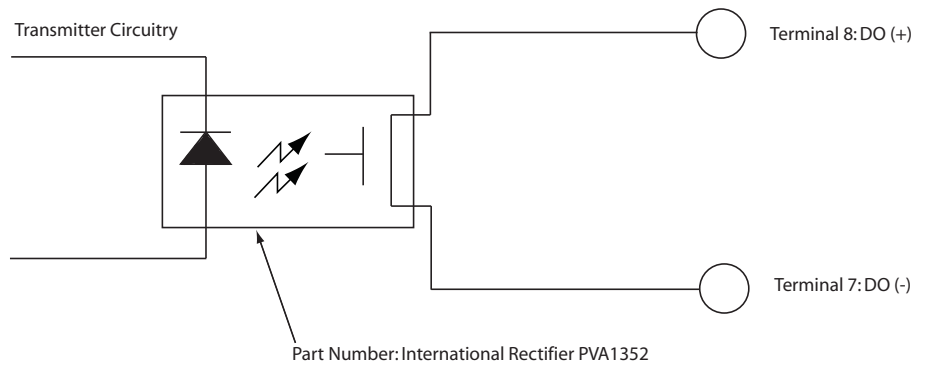 Transmitter Circuitry
Terminal 8: DO (+)
Terminal 7: DO (-)
Part Number: International Rectifier PVA1352